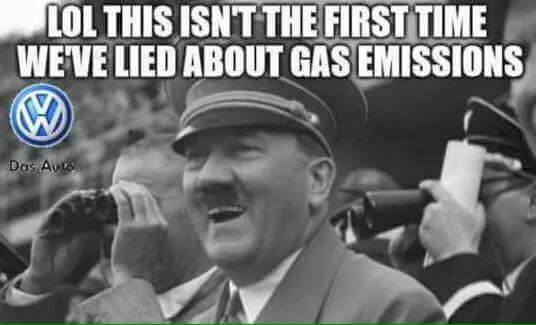 LOL THIS ISN'T THE FIRST TIME
WE'VE LIED ABOUT GAS EMISSIONS
Das Auto